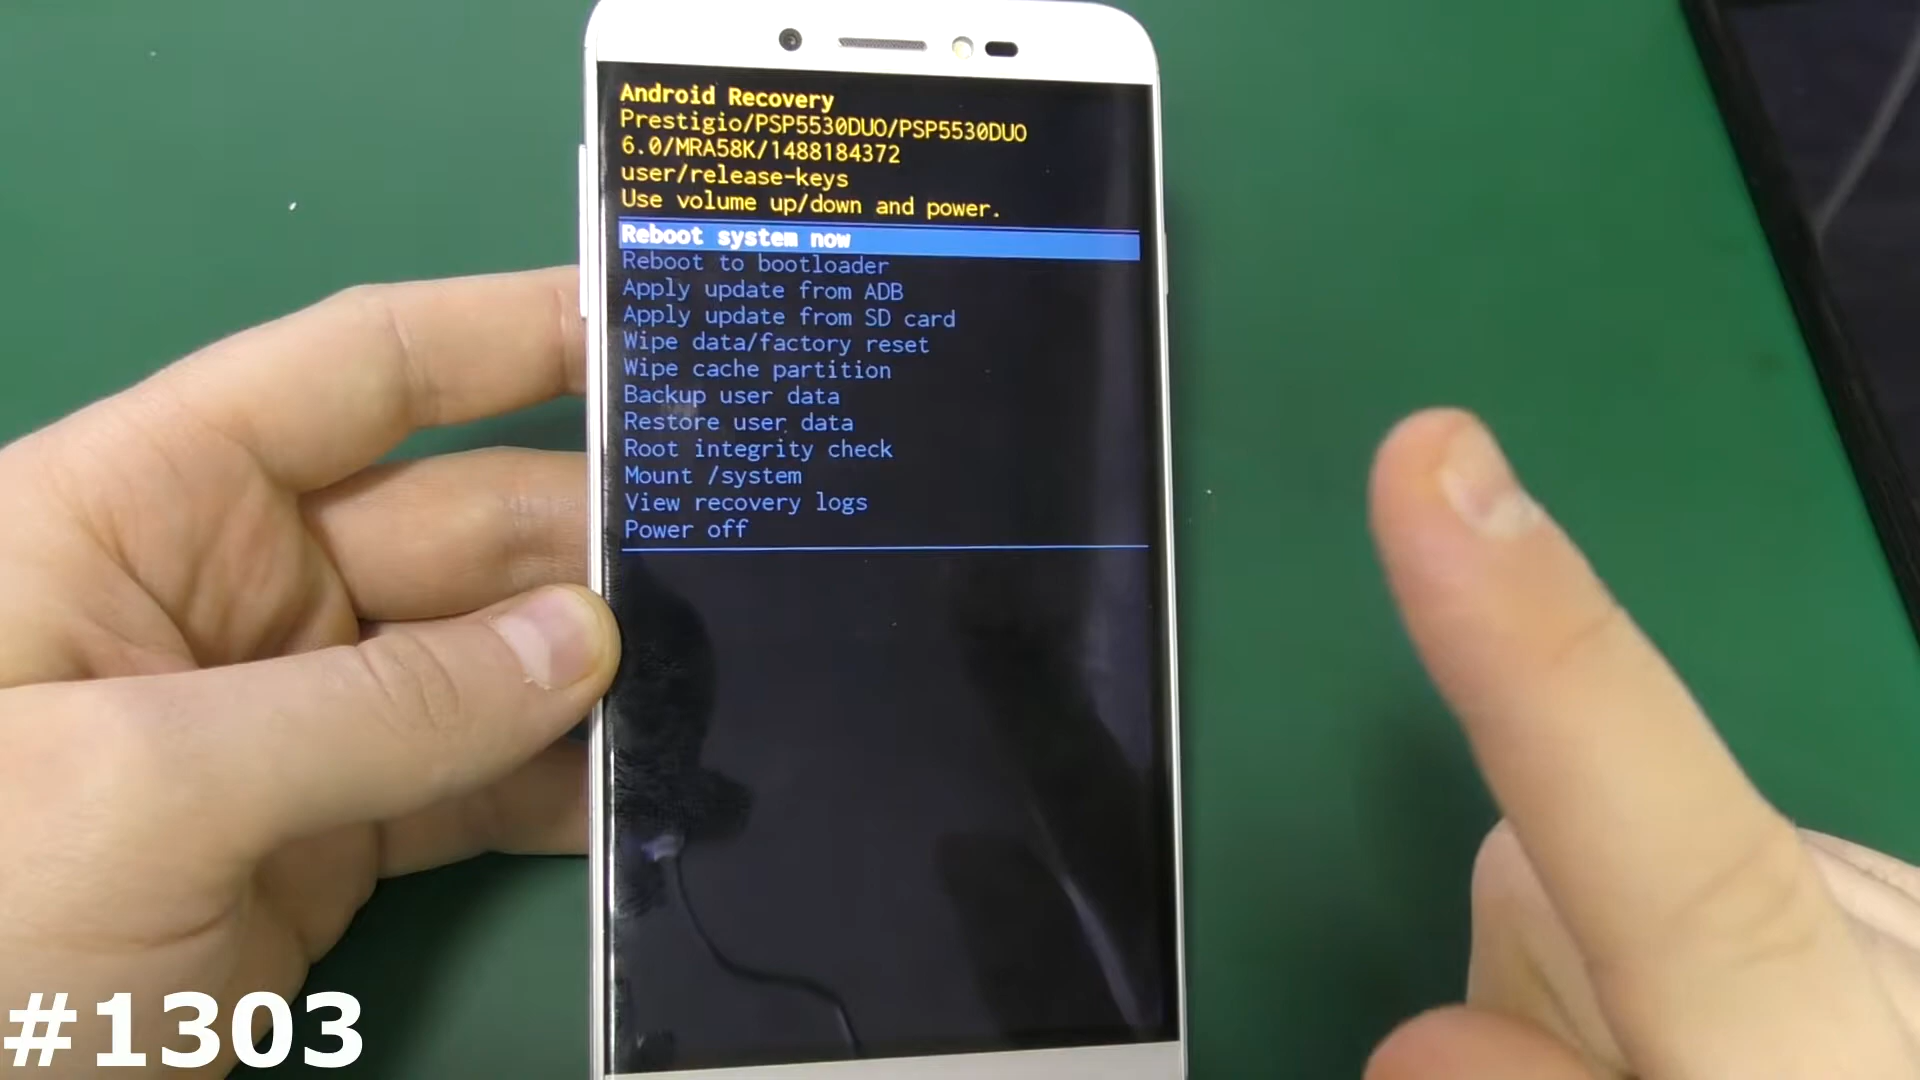 Android Recovery
Prestigio/PSP5530DUO/PSP5530DUO
6.0/MRA58K/1488184372
user/release-keys
Use volume up/down and power.
Reboot system now
Reboot to bootloader
Apply update from ADB
Apply update from SD card
Wipe data/factory reset
Wipe cache partition
Backup user data
Restore user data
Root integrity check
Mount /system
View recovery logs
Power off
#1303